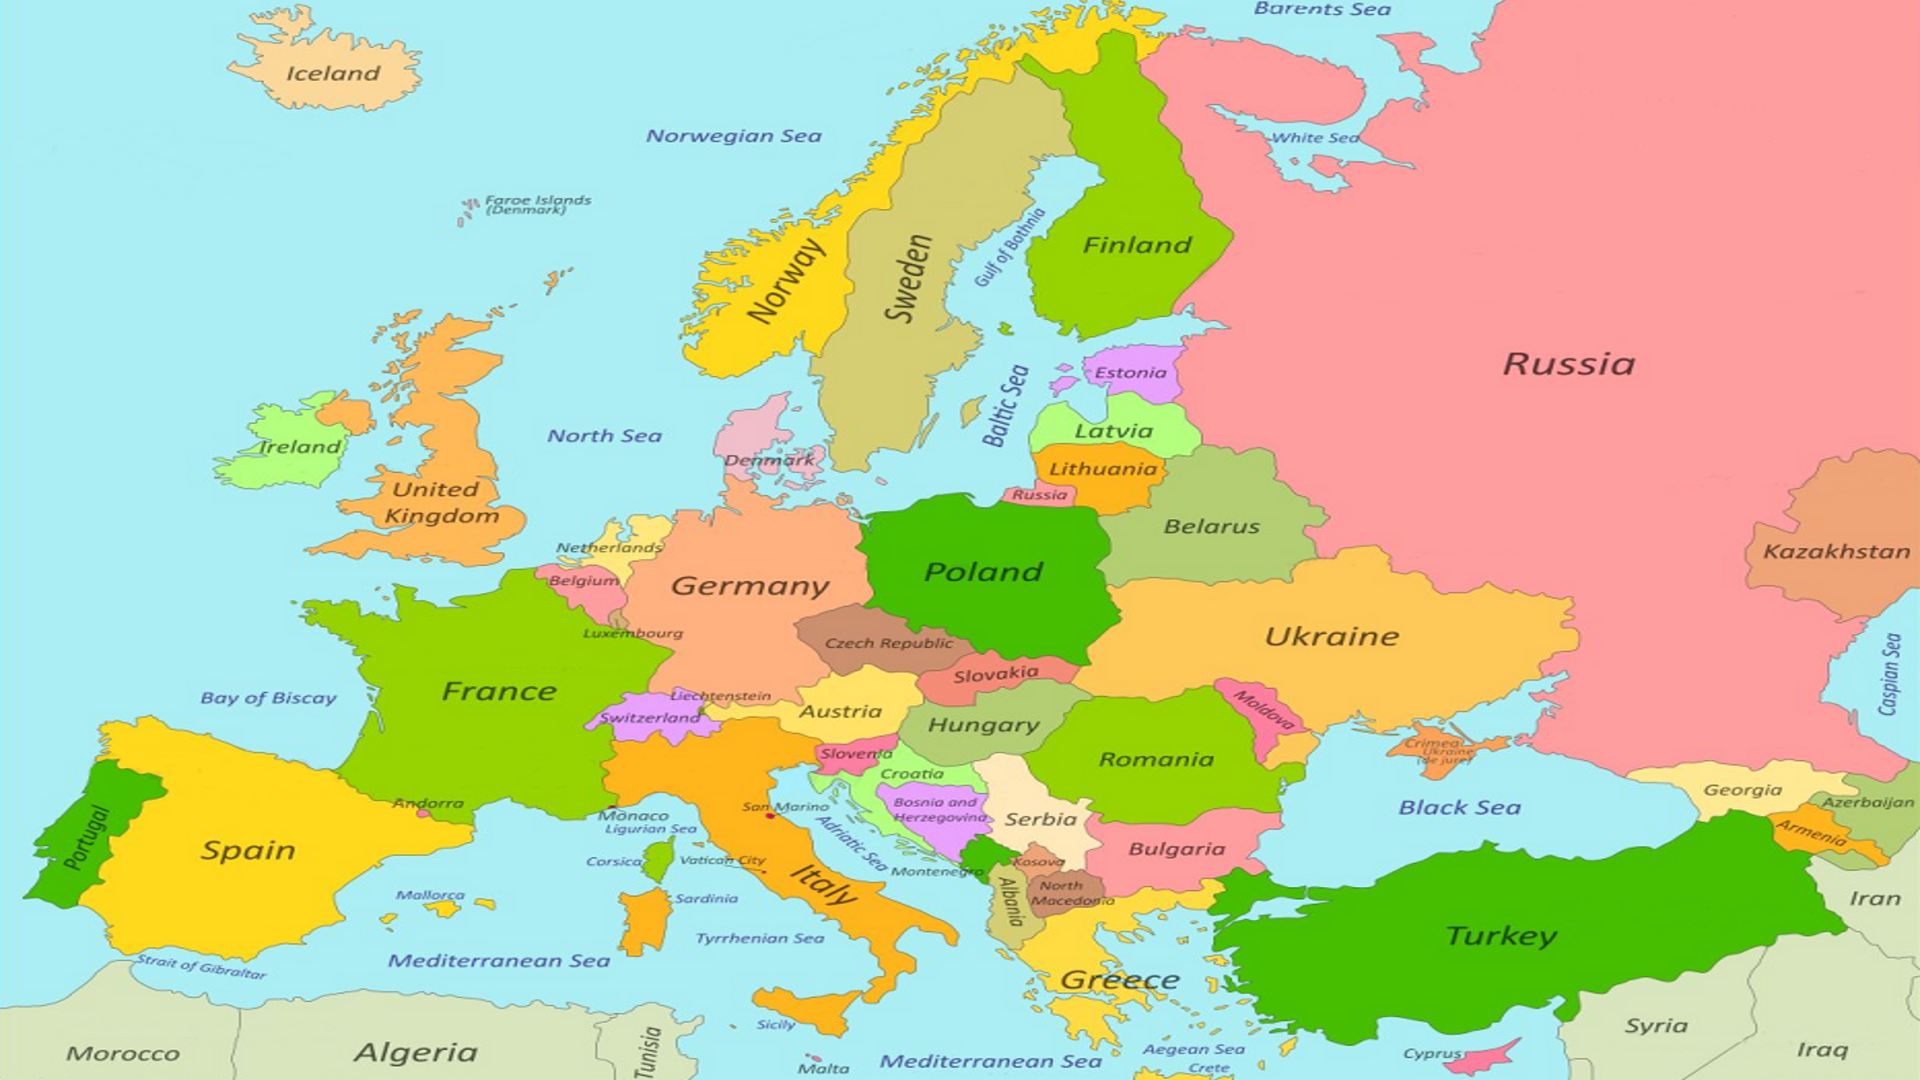 Barents Sea
Iceland
Norwegian Sea
White Sea
Faroe Islands
(Denmark)
Gulf of Bothnia
Finland
Norway
Sweden
Russia
Estonia
Baltic Sea
Latvia
North Sea
Ireland
Denmark
Lithuania
Russia
United
Kingdom
Belarus
Netherlands
Kazakhstan
Belgium
Germany
Poland
Luxembourg
Czech Republic
Ukraine
Slovakia
Caspian Sea
France
Bay of Biscay
Liechtenstein
Switzerland
Austria
Hungary
Moldova
Slovenia
Croatia
Romania
Crimea
Ukraine
(de jure)
Andorra
Monaco
Ligurian Sea
San Marino
Bosnia and
Herzegovina
Serbia
Black Sea
Georgia
Azerbaijan
Armenia
Portugal
Spain
Corsica
Vatican City
Adriatic Sea
Italy
Montenegro
Kosova
Bulgaria
Mallorca
Sardinia
Albania
North
Macedonia
Iran
Tyrrhenian Sea
Turkey
Strait of Gibraltar
Mediterranean Sea
Greece
Sicily
Syria
Morocco
Algeria
Tunisia
Malta
Mediterranean Sea
Aegean Sea
Crete
Cyprus
Iraq